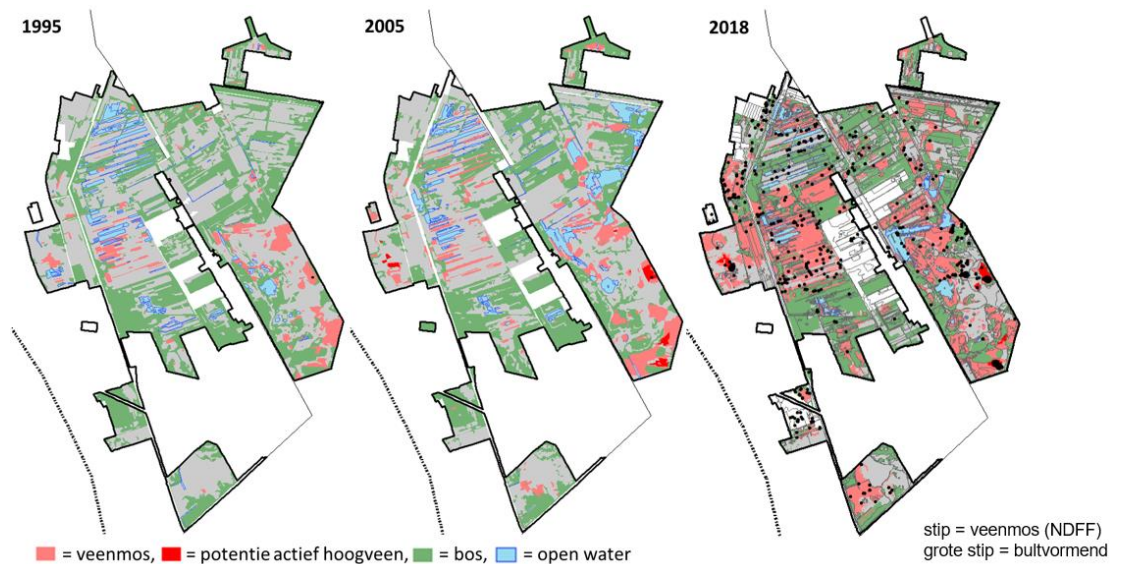 1995
2005
2018
= veenmos, = potentie actief hoogveen, = bos, = open water
stip = veenmos (NDFF)
grote stip = bultvormend